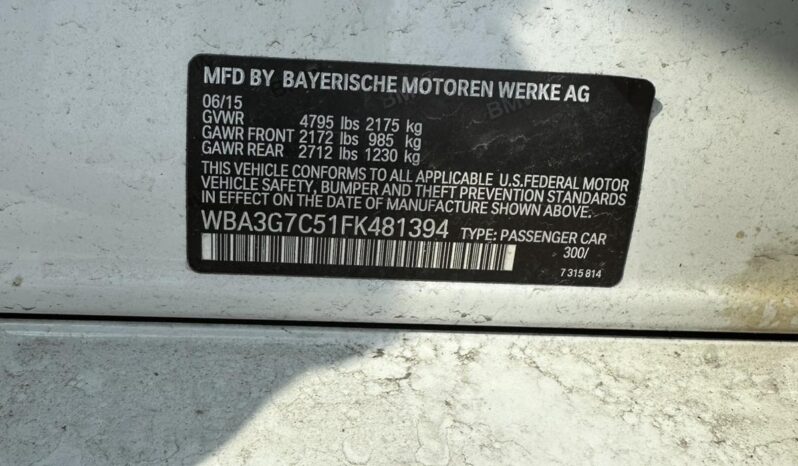 MFD BY BAYERISCHE MOTOREN WERKE AG
06/15
GVWR 4795 lbs 2175 kg
GAWR FRONT 2172 lbs 985 kg
GAWR REAR 2712 lbs 1230 kg
THIS VEHICLE CONFORMS TO ALL APPLICABLE U.S.FEDERAL MOTOR
VEHICLE SAFETY, BUMPER AND THEFT PREVENTION STANDARDS
IN EFFECT ON THE DATE OF MANUFACTURE SHOWN ABOVE.
WBA3G7C51FK481394 TYPE: PASSENGER CAR
300/
7 315 814